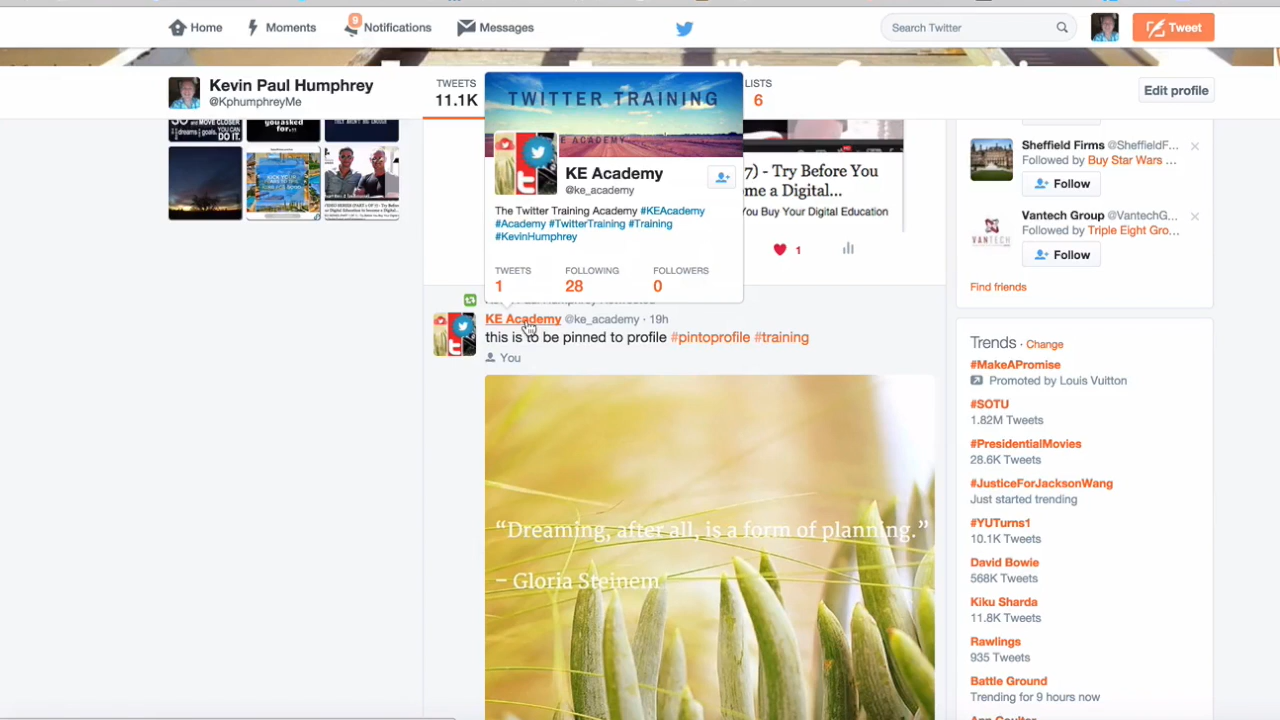 Home
Moments
9
Notifications
Messages
Search Twitter
Tweet
Kevin Paul Humphrey
@KphumphreyMe
TWEETS
11.1K
LISTS
6
Edit profile
TWITTER TRAINING
KE ACADEMY
KE Academy
@ke_academy
The Twitter Training Academy #KEAcademy
#Academy #TwitterTraining #Training
#KevinHumphrey
TWEETS
1
FOLLOWING
28
FOLLOWERS
0
7) - Try Before You
me a Digital...
You Buy Your Digital Education
1
KE Academy @ke_academy · 19h
this is to be pinned to profile #pintoprofile #training
You
“Dreaming, after all, is a form of planning.”
– Gloria Steinem
Sheffield Firms @SheffieldF...
Followed by Buy Star Wars ...
Follow
Vantech Group @VantechG...
Followed by Triple Eight Gro...
VANTECH
Follow
Find friends
Trends · Change
#MakeAPromise
Promoted by Louis Vuitton
#SOTU
1.82M Tweets
#PresidentialMovies
28.6K Tweets
#JusticeForJacksonWang
Just started trending
#YUTurns1
10.1K Tweets
David Bowie
568K Tweets
Kiku Sharda
11.8K Tweets
Rawlings
935 Tweets
Battle Ground
Trending for 9 hours now
Ann Coulter